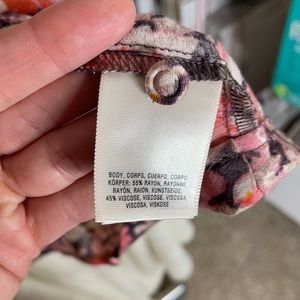 BODY, CORPS, CUERPO, CORPO
KÖRPER: 55% RAYON, RAYONNE,
RAYÓN, RAION, KUNSTSEIDE,
45% VISCOSE, VISCOSE, VISCOSA,
VISCOSA, VISKOSE